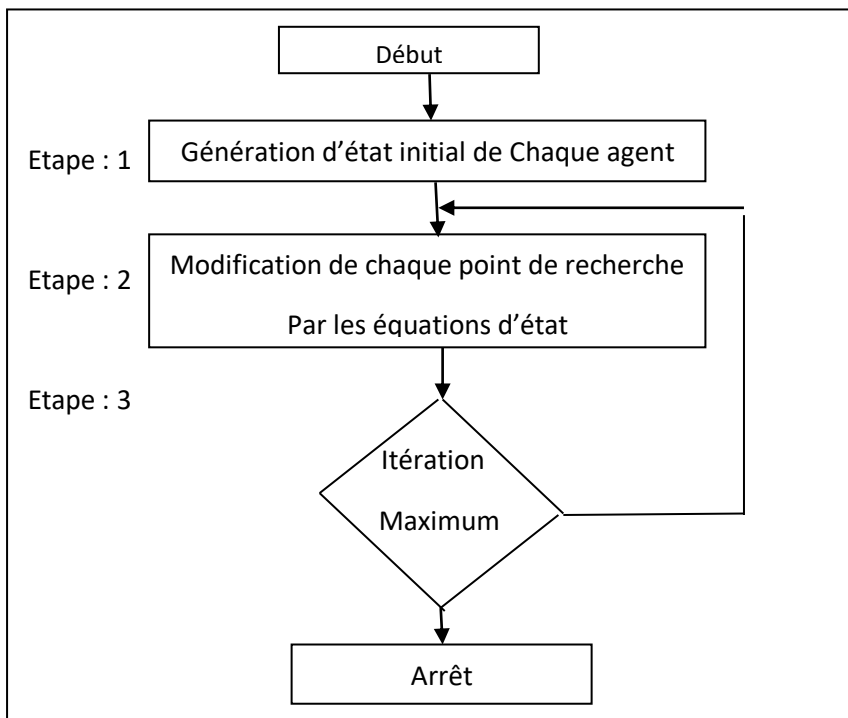 Début
Etape : 1
Génération d’état initial de Chaque agent
Etape : 2
Modification de chaque point de recherche
Par les équations d’état
Etape : 3
Itération
Maximum
Arrêt